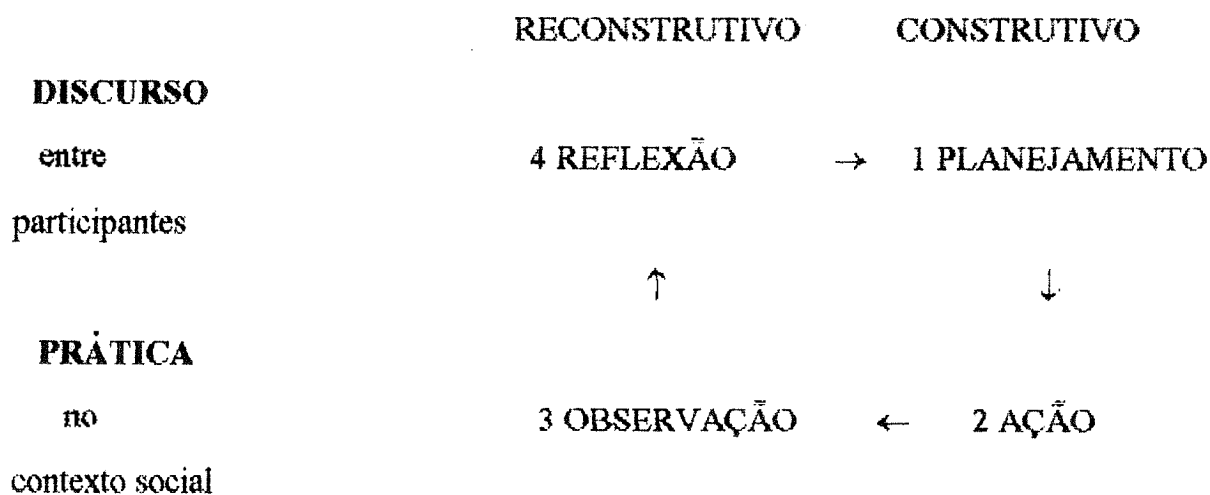 RECONSTRUTIVO CONSTRUTIVO
DISCURSO
entre 4 REFLEXÃO → 1 PLANEJAMENTO
participantes
↑ ↓
PRÁTICA
no 3 OBSERVAÇÃO ← 2 AÇÃO
contexto social